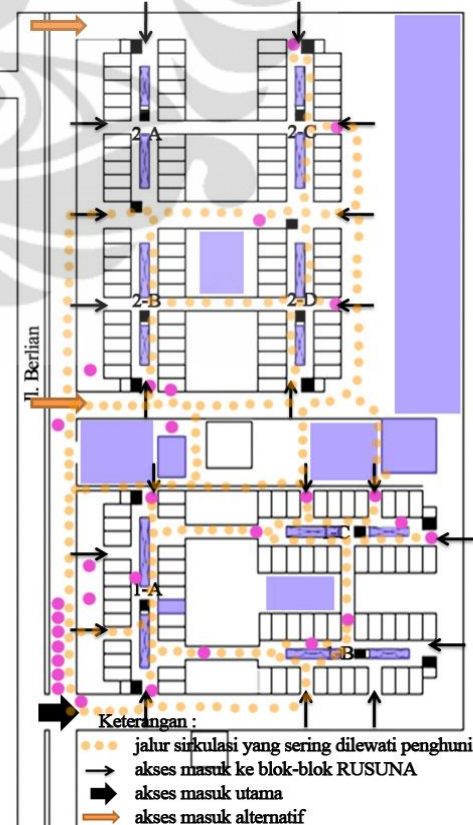 2-A
2-C
2-B
2-D
Jl. Berlian
C
1-A
1-B
Keterangan :
jalur sirkulasi yang sering dilewati penghuni
akses masuk ke blok-blok RUSUNA
akses masuk utama
akses masuk alternatif